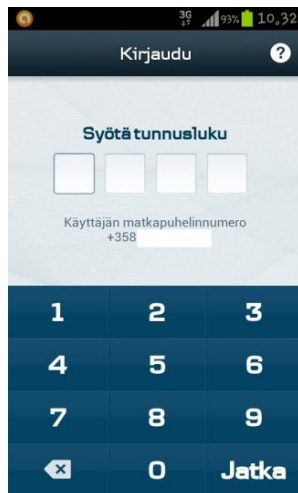 3G 93% 10,32
Kirjaudu ?
Syötä tunnusluku
Käyttäjän matkapuhelinnumero
+358
1 2 3
4 5 6
7 8 9
0 Jatka